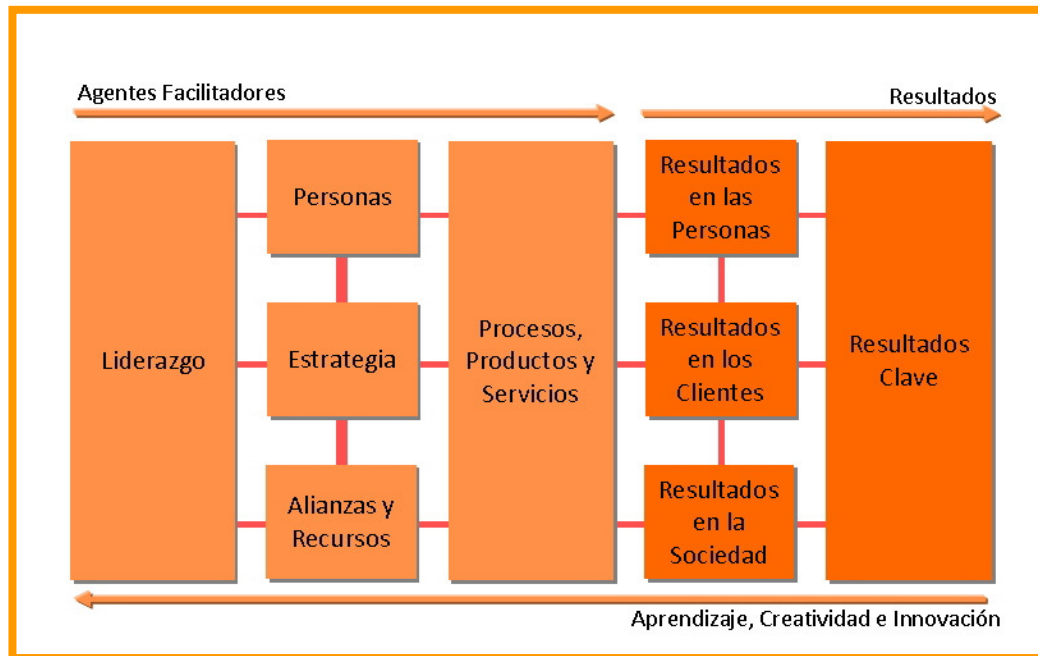 Agentes Facilitadores
Resultados
Liderazgo
Personas
Estrategia
Alianzas y
Recursos
Procesos,
Productos y
Servicios
Resultados
en las
Personas
Resultados
en los
Clientes
Resultados
en la
Sociedad
Resultados
Clave
Aprendizaje, Creatividad e Innovación